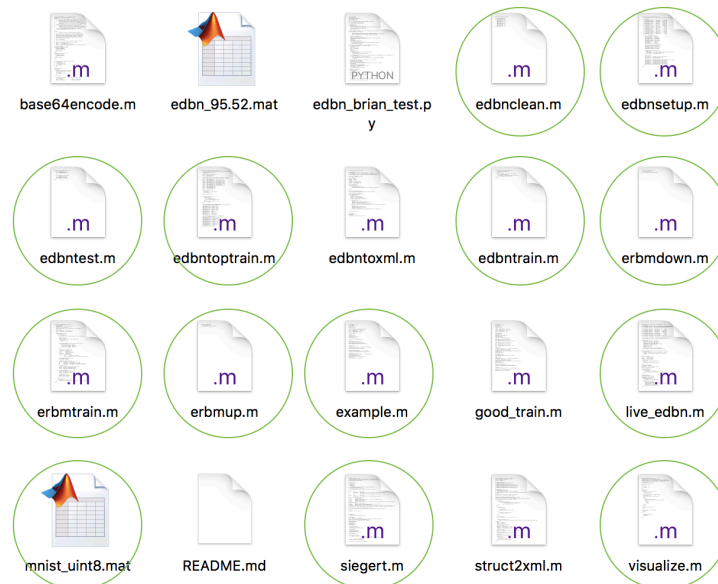 .m
PYTHON
.m
.m
base64encode.m
edbn_95.52.mat
edbn_brian_test.p
y
edbnclean.m
edbnsetup.m
.m
.m
.m
.m
.m
edbntest.m
edbntoptrain.m
edbntoxml.m
edbntrain.m
erbmdown.m
.m
.m
.m
.m
.m
erbmtrain.m
erbmup.m
example.m
good_train.m
live_edbn.m
.m
.m
.m
mnist_uint8.mat
README.md
siegert.m
struct2xml.m
visualize.m